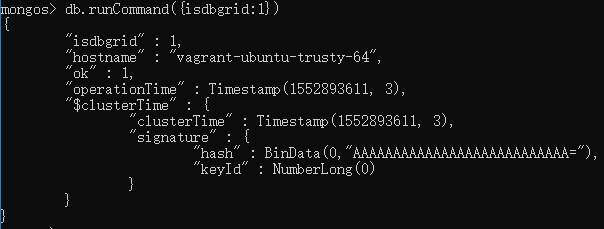 mongos> db.runCommand({isdbgrid:1})
{
"isdbgrid" : 1,
"hostname" : "vagrant-ubuntu-trusty-64",
"ok" : 1,
"operationTime" : Timestamp(1552893611, 3),
"$clusterTime" : {
"clusterTime" : Timestamp(1552893611, 3),
"signature" : {
"hash" : BinData(0,"AAAAAAAAAAAAAAAAAAAAAAAAAAA="),
"keyId" : NumberLong(0)
}
}
}